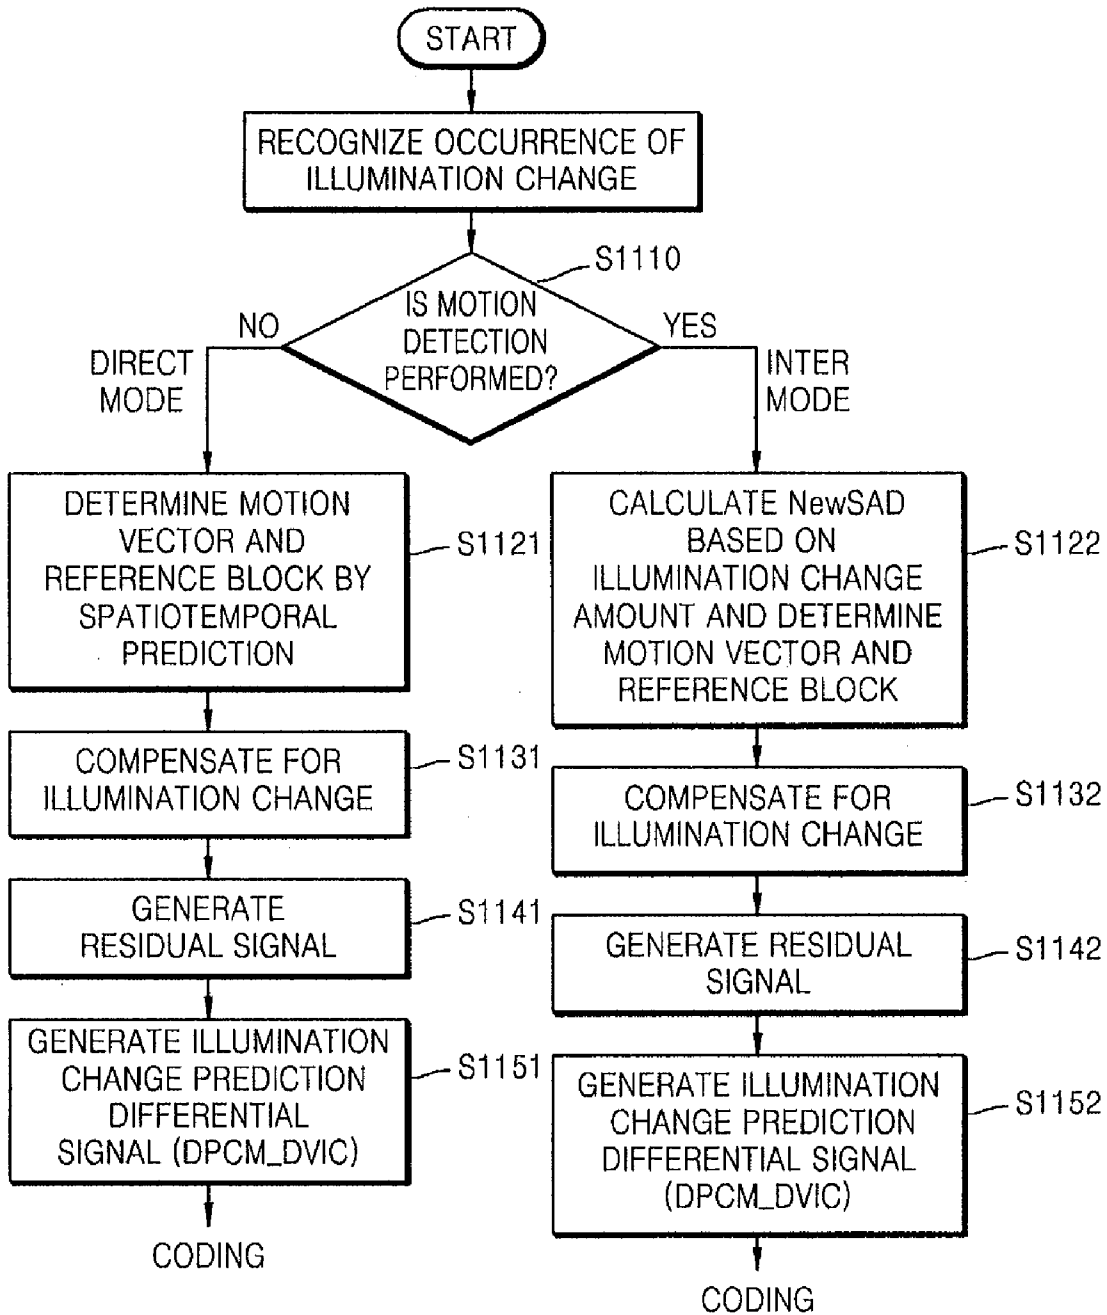 START
RECOGNIZE OCCURRENCE OF
ILLUMINATION CHANGE
S1110
IS MOTION
DETECTION
PERFORMED?
NO
DIRECT
MODE
YES
INTER
MODE
DETERMINE MOTION
VECTOR AND
REFERENCE BLOCK BY
SPATIOTEMPORAL
PREDICTION
S1121
COMPENSATE FOR
ILLUMINATION CHANGE
S1131
GENERATE
RESIDUAL SIGNAL
S1141
GENERATE ILLUMINATION
CHANGE PREDICTION
DIFFERENTIAL
SIGNAL (DPCM_DVIC)
S1151
CODING
CALCULATE NewSAD
BASED ON
ILLUMINATION CHANGE
AMOUNT AND DETERMINE
MOTION VECTOR AND
REFERENCE BLOCK
S1122
COMPENSATE FOR
ILLUMINATION CHANGE
S1132
GENERATE RESIDUAL
SIGNAL
S1142
GENERATE ILLUMINATION
CHANGE PREDICTION
DIFFERENTIAL SIGNAL
(DPCM_DVIC)
S1152
CODING